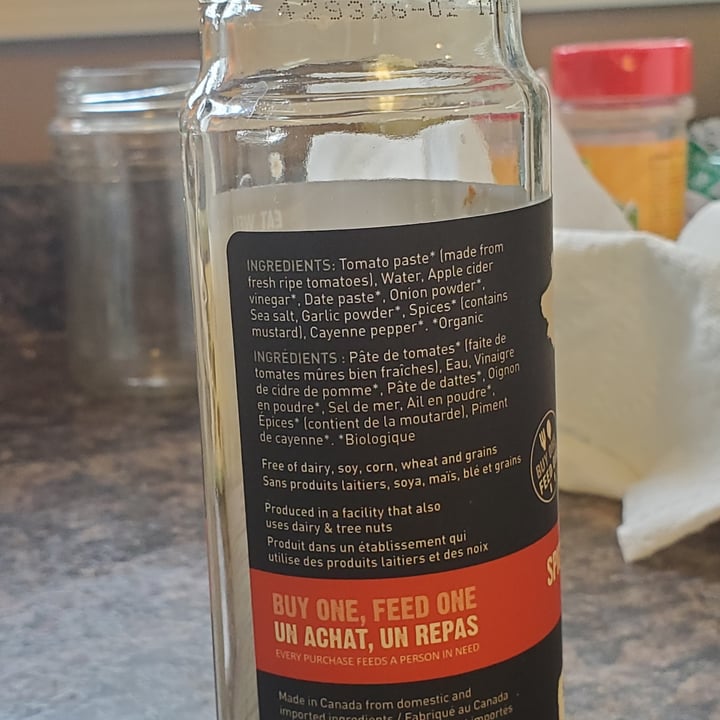 INGREDIENTS: Tomato paste* (made from
fresh ripe tomatoes), Water, Apple cider
vinegar*, Date paste*, Onion powder*,
Sea salt, Garlic powder*, Spices* (contains
mustard), Cayenne pepper*. *Organic
INGRÉDIENTS : Pâte de tomates* (faite de
tomates mûres bien fraîches), Eau, Vinaigre
de cidre de pomme*, Pâte de dattes*, Oignon
en poudre*, Sel de mer, Ail en poudre*,
Épices* (contient de la moutarde), Piment
de cayenne*. *Biologique
Free of dairy, soy, corn, wheat and grains
Sans produits laitiers, soya, maïs, blé et grains
Produced in a facility that also
uses dairy & tree nuts
Produit dans un établissement qui
utilise des produits laitiers et des noix
BUY ONE, FEED ONE
UN ACHAT, UN REPAS
EVERY PURCHASE FEEDS A PERSON IN NEED
Made in Canada from domestic and
imported ingredients / Fabriqué au Canada